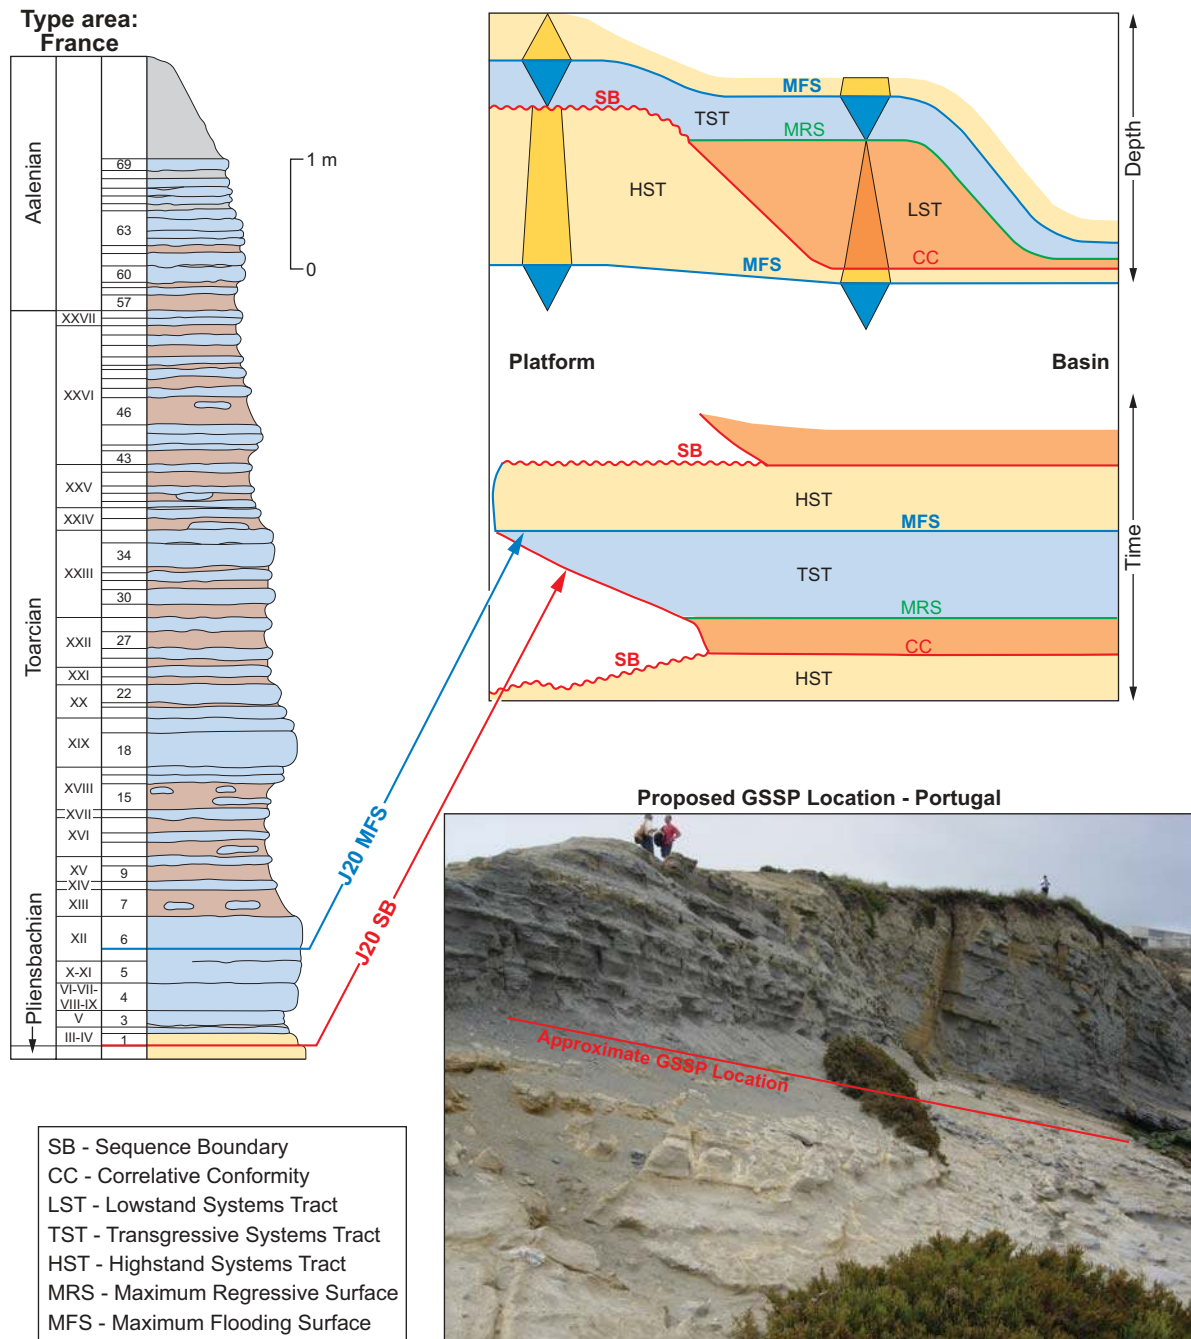 Type area:
France
Aalenian
Toarcian
Pliensbachian
69
63
60
57
XXVII
XXVI
46
43
XXV
XXIV
XXIII
34
30
XXII
27
XXI
XX
22
XIX
18
XVIII
15
XVII
XVI
XV
9
XIV
XIII
7
XII
6
X-XI
5
VI-VII-
VIII-IX
4
V
3
III-IV
1
1 m
0
J20 MFS
J20 SB
SB
MFS
TST
MRS
HST
LST
MFS
CC
Depth
Platform
Basin
SB
HST
MFS
TST
MRS
SB
CC
HST
Time
Proposed GSSP Location - Portugal
Approximate GSSP Location
SB - Sequence Boundary
CC - Correlative Conformity
LST - Lowstand Systems Tract
TST - Transgressive Systems Tract
HST - Highstand Systems Tract
MRS - Maximum Regressive Surface
MFS - Maximum Flooding Surface